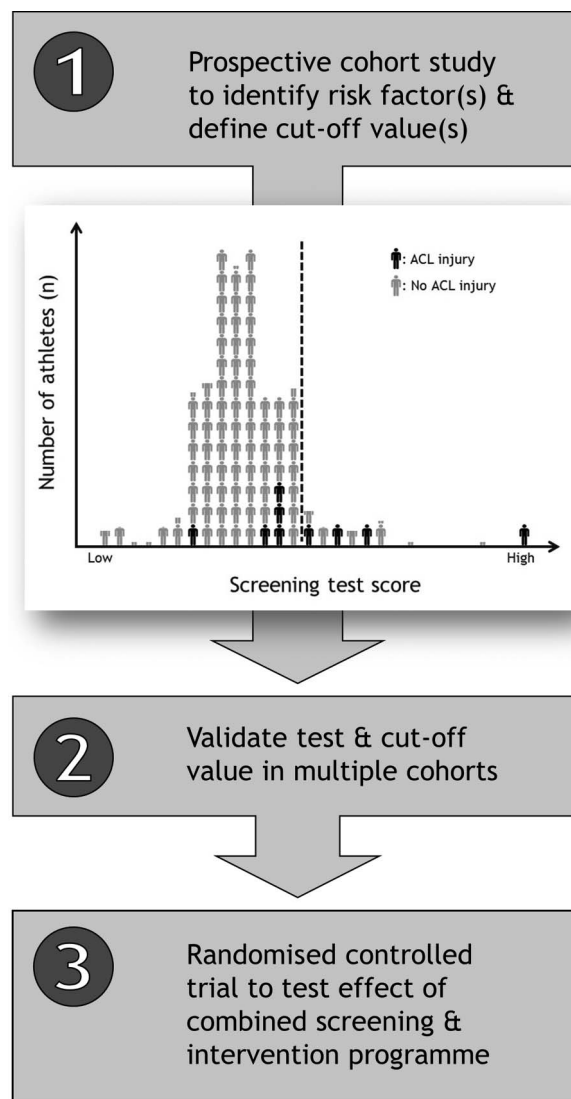 1
Prospective cohort study
to identify risk factor(s) &
define cut-off value(s)
Number of athletes (n)
: ACL injury
: No ACL injury
Low
High
Screening test score
2
Validate test & cut-off
value in multiple cohorts
3
Randomised controlled
trial to test effect of
combined screening &
intervention programme